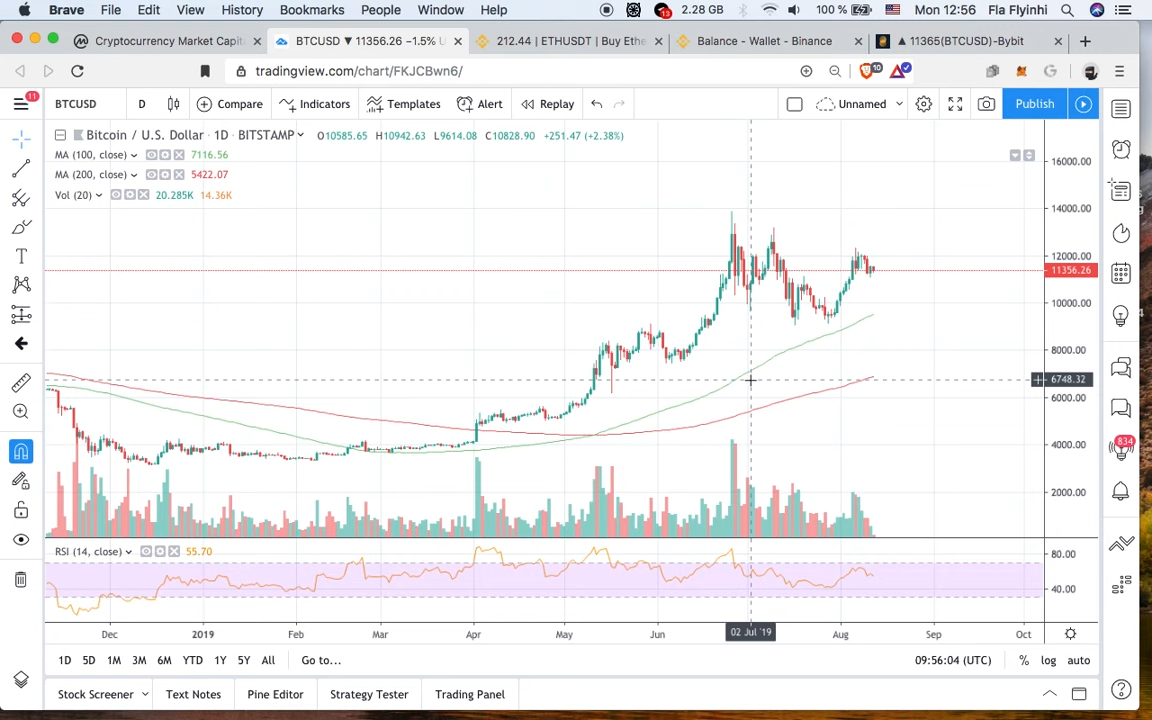 Brave File Edit View History Bookmarks People Window Help 13 2.28 GB 100 % Mon 12:56 Fla Flyinhi
Cryptocurrency Market Capit BTCUSD ▼ 11356.26 −1.5% U 212.44 | ETHUSDT | Buy Ethe Balance - Wallet - Binance ▲ 11365(BTCUSD)-Bybit
tradingview.com/chart/FKJCBwn6/ 10
11 BTCUSD D Compare Indicators Templates Alert Replay Unnamed Publish
Bitcoin / U.S. Dollar · 1D · BITSTAMP O10585.65 H10942.63 L9614.08 C10828.90 +251.47 (+2.38%)
MA (100, close) 7116.56
MA (200, close) 5422.07
Vol (20) 20.285K 14.36K
16000.00
14000.00
12000.00
11356.26
10000.00
8000.00
6748.32
6000.00
4000.00
834
2000.00
RSI (14, close) 55.70
80.00
40.00
Dec 2019 Feb Mar Apr May Jun 02 Jul '19 Aug Sep Oct
1D 5D 1M 3M 6M YTD 1Y 5Y All Go to... 09:56:04 (UTC) % log auto
Stock Screener Text Notes Pine Editor Strategy Tester Trading Panel